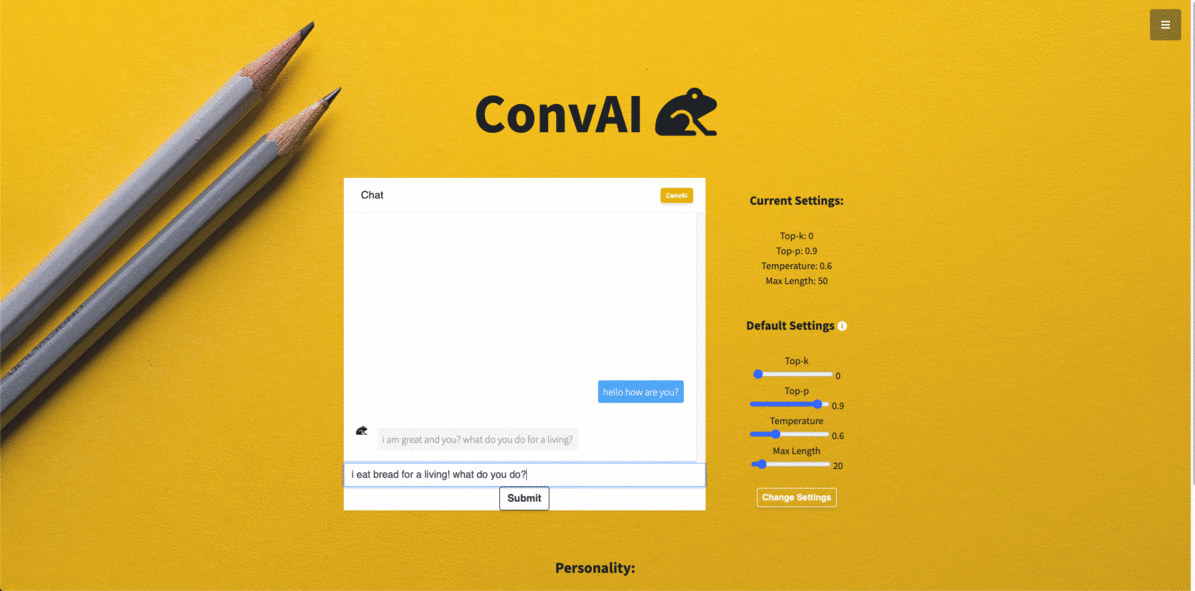 ConvAI
Chat
ConvAI
hello how are you?
i am great and you? what do you do for a living?
i eat bread for a living! what do you do?
Submit
Current Settings:
Top-k: 0
Top-p: 0.9
Temperature: 0.6
Max Length: 50
Default Settings i
Top-k
0
Top-p
0.9
Temperature
0.6
Max Length
20
Change Settings
Personality: